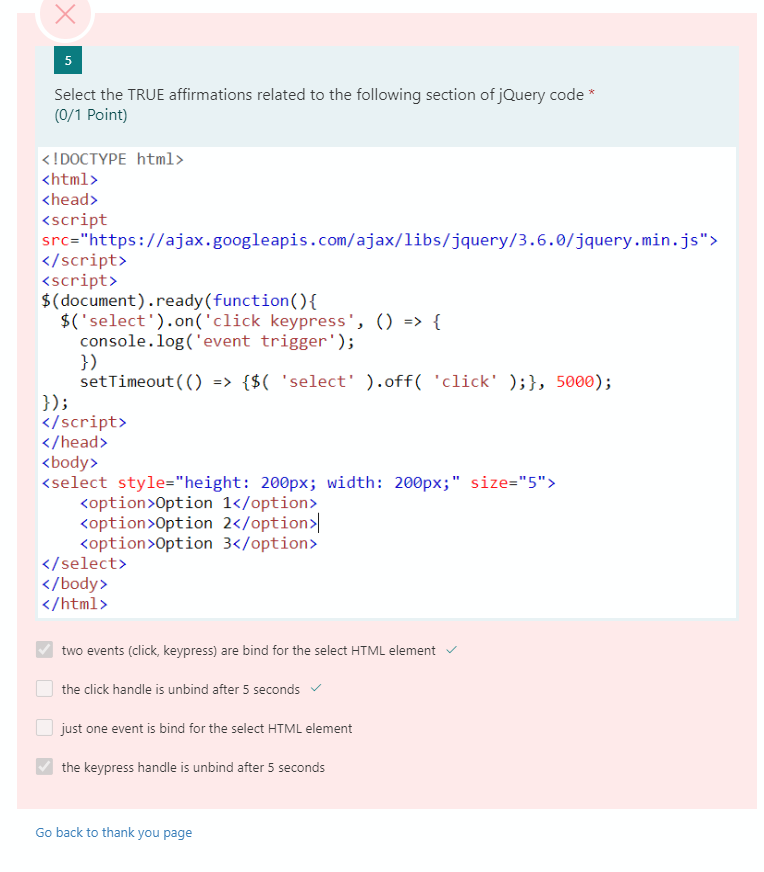 5
Select the TRUE affirmations related to the following section of jQuery code *
(0/1 Point)
<!DOCTYPE html>
<html>
<head>
<script
src="https://ajax.googleapis.com/ajax/libs/jquery/3.6.0/jquery.min.js">
</script>
<script>
$(document).ready(function(){
  $('select').on('click keypress', () => {
    console.log('event trigger');
    })
    setTimeout(() => {$( 'select' ).off( 'click' );}, 5000);
});
</script>
</head>
<body>
<select style="height: 200px; width: 200px;" size="5">
    <option>Option 1</option>
    <option>Option 2</option>
    <option>Option 3</option>
</select>
</body>
</html>
two events (click, keypress) are bind for the select HTML element
the click handle is unbind after 5 seconds
just one event is bind for the select HTML element
the keypress handle is unbind after 5 seconds
Go back to thank you page